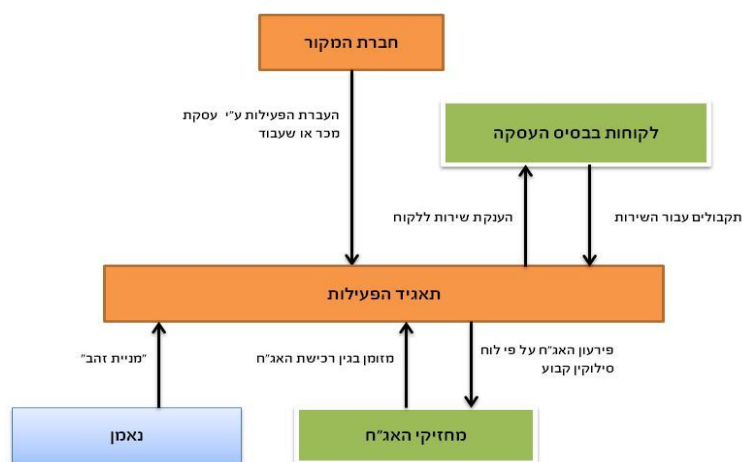 חברת המקור
העברת הפעילות ע"י עסקת
מכר או שעבוד
לקוחות בבסיס העסקה
הענקת שירות ללקוח
תקבולים עבור השירות
תאגיד הפעילות
"מניית זהב"
מזומן בגין רכישת האג"ח
פירעון האג"ח על פי לוח
סילוקין קבוע
נאמן
מחזיקי האג"ח